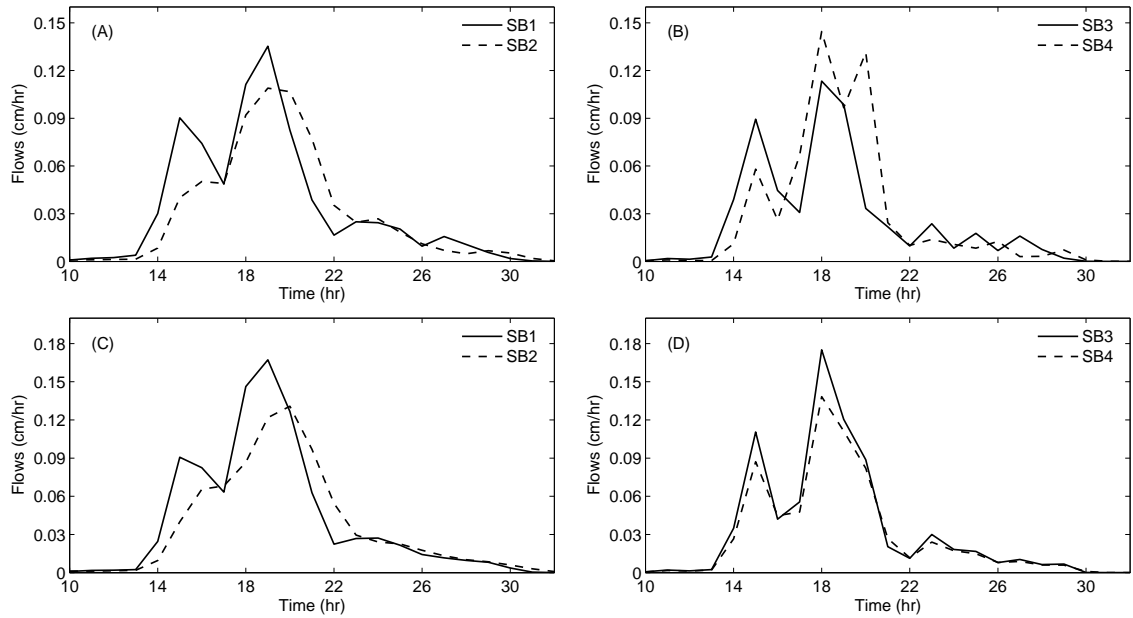 (A)
SB1
SB2
Flows (cm/hr)
0.15
0.12
0.09
0.06
0.03
0
10 14 18 22 26 30
Time (hr)
(B)
SB3
SB4
Flows (cm/hr)
0.15
0.12
0.09
0.06
0.03
0
10 14 18 22 26 30
Time (hr)
(C)
SB1
SB2
Flows (cm/hr)
0.18
0.15
0.12
0.09
0.06
0.03
0
10 14 18 22 26 30
Time (hr)
(D)
SB3
SB4
Flows (cm/hr)
0.18
0.15
0.12
0.09
0.06
0.03
0
10 14 18 22 26 30
Time (hr)